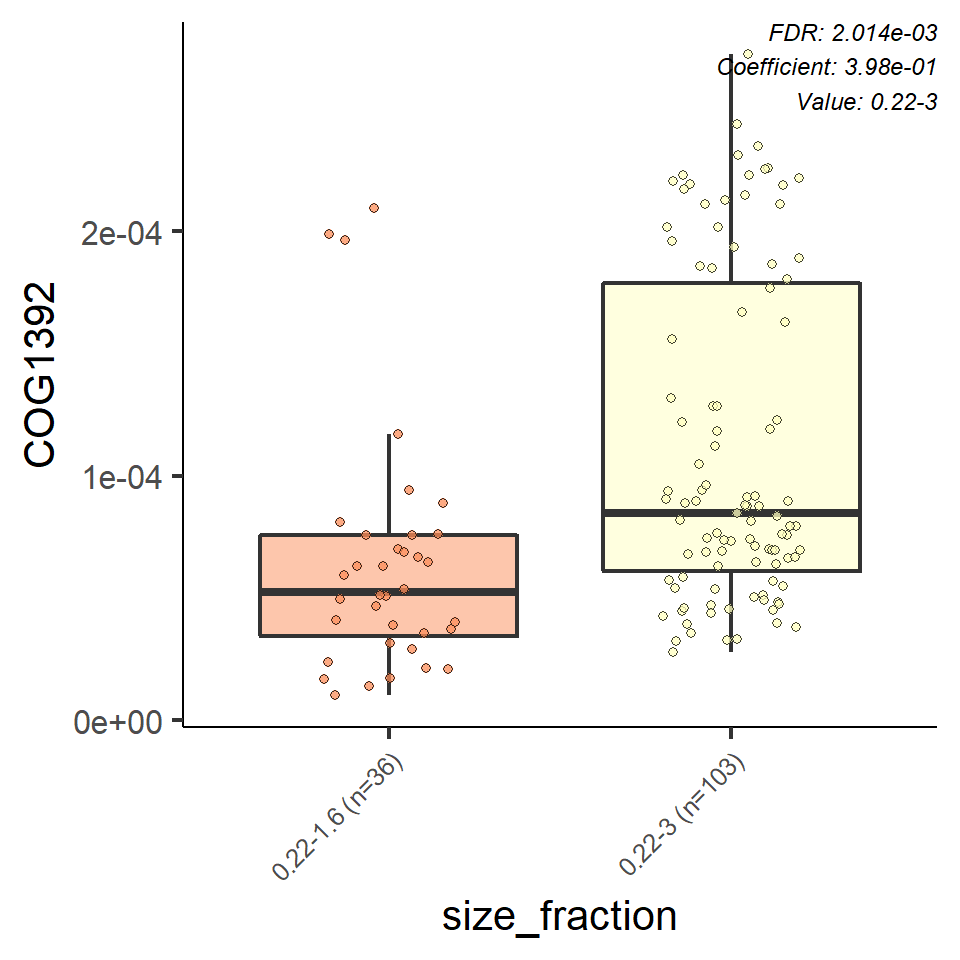 FDR: 2.014e-03
Coefficient: 3.98e-01
Value: 0.22-3
COG1392
2e-04
1e-04
0e+00
0.22-1.6 (n=36)
0.22-3 (n=103)
size_fraction